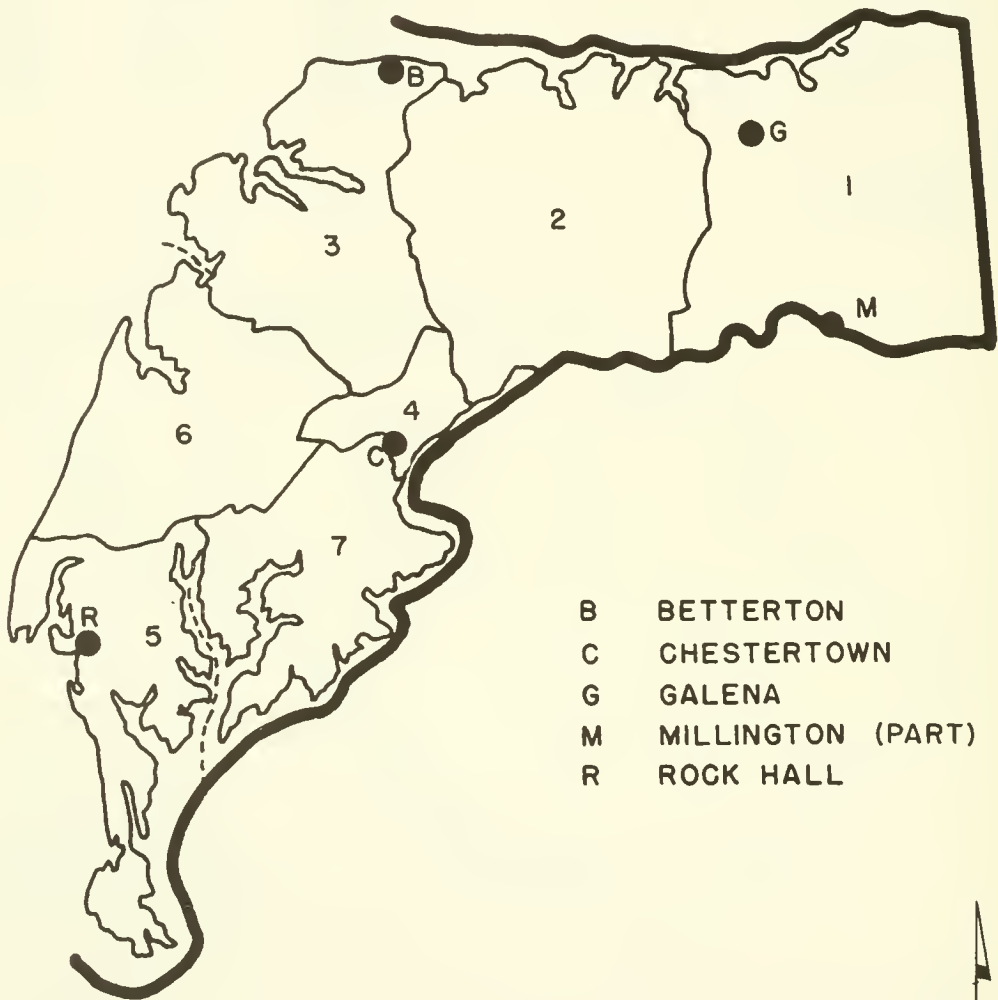 B
G
1
2
3
M
4
6
C
7
R
5
B BETTERTON
C CHESTERTOWN
G GALENA
M MILLINGTON (PART)
R ROCK HALL